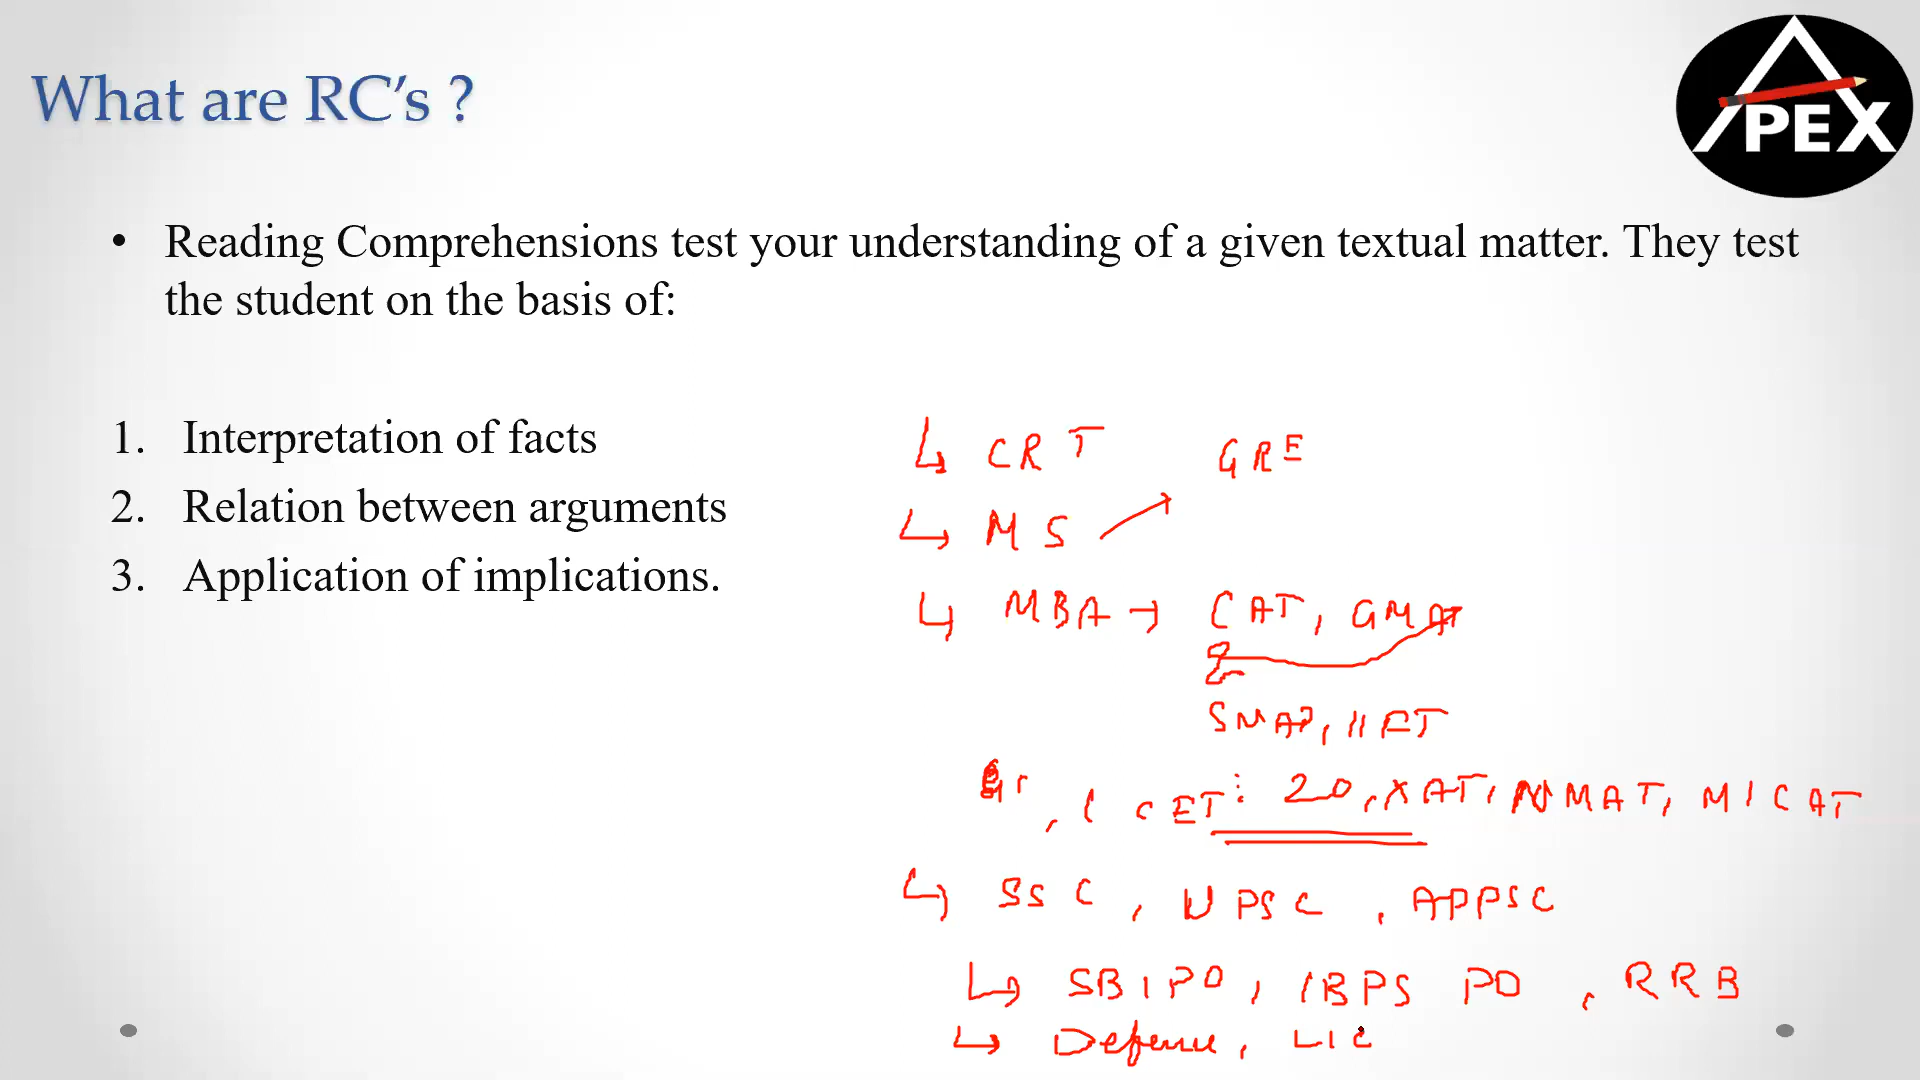 What are RC's ?
APEX
• Reading Comprehensions test your understanding of a given textual matter. They test
the student on the basis of:
1. Interpretation of facts
2. Relation between arguments
3. Application of implications.
CRT GRE
MS
MBA → CAT, GMAT
SNAP, IIFT
, CET : 20, XAT, NMAT, MICAT
SSC, UPSC, APPSC
SBI PO, IBPS PO, RRB
Defense, LIC